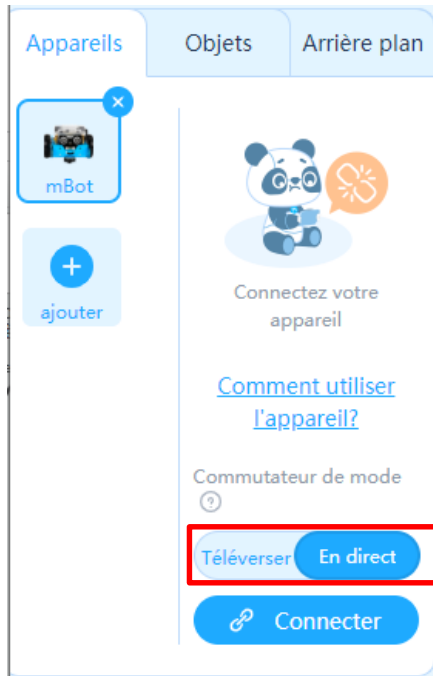 Appareils
Objets
Arrière plan
mBot
ajouter
Connectez votre
appareil
Comment utiliser
l'appareil?
Commutateur de mode
?
Téléverser
En direct
Connecter